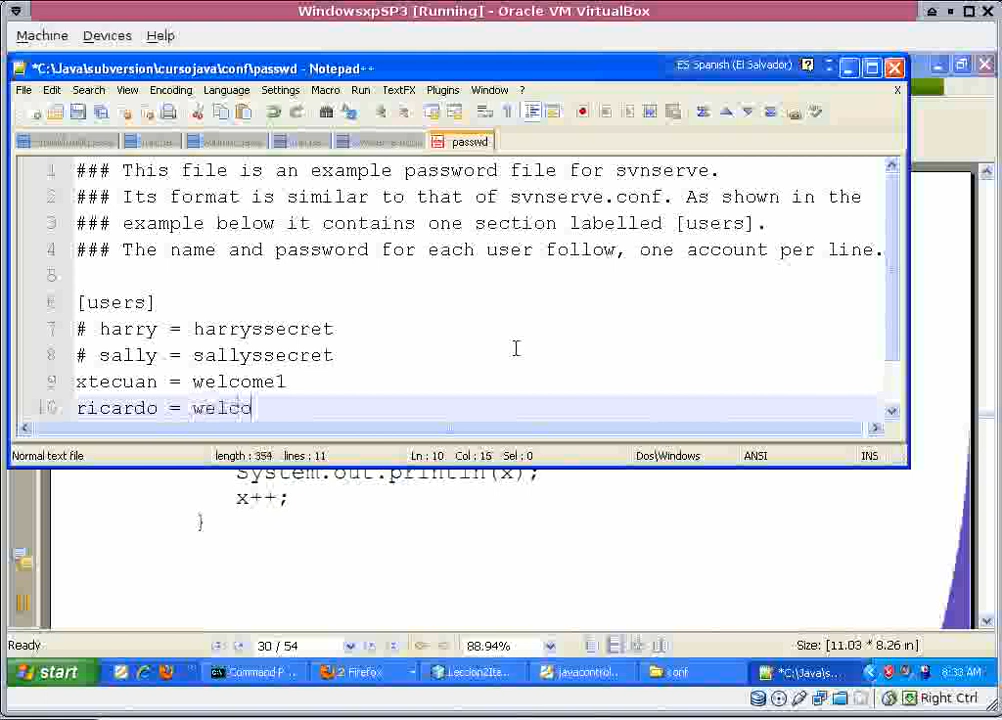 WindowsxpSP3 [Running] - Oracle VM VirtualBox
Machine Devices Help
*C:\Java\subversion\cursojava\conf\passwd - Notepad++
ES Spanish (El Salvador)
File Edit Search View Encoding Language Settings Macro Run TextFX Plugins Window ? X
passwd
1 ### This file is an example password file for svnserve.
2 ### Its format is similar to that of svnserve.conf. As shown in the
3 ### example below it contains one section labelled [users].
4 ### The name and password for each user follow, one account per line.
5
6 [users]
7 # harry = harryssecret
8 # sally = sallyssecret
9 xtecuan = welcome1
10 ricardo = welco
Normal text file length : 354 lines : 11 Ln : 10 Col : 15 Sel : 0 Dos\Windows ANSI INS
System.out.println(x);
x++;
}
Ready 30 / 54 88.94% Size: [11.03 × 8.26 in]
start Command P... 2 Firefox Leccion2Ite... javacontrol... conf *C:\Java\s... 8:33 AM
Right Ctrl